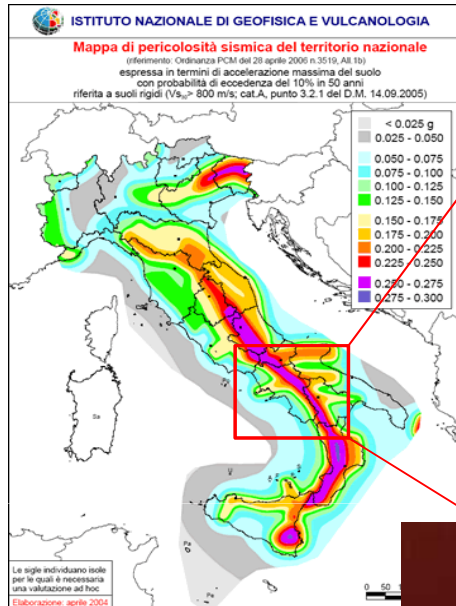 ISTITUTO NAZIONALE DI GEOFISICA E VULCANOLOGIA
Mappa di pericolosità sismica del territorio nazionale
(riferimento: Ordinanza PCM del 28 aprile 2006 n.3519, All.1b)
espressa in termini di accelerazione massima del suolo
con probabilità di eccedenza del 10% in 50 anni
riferita a suoli rigidi (Vs₃₀> 800 m/s; cat.A, punto 3.2.1 del D.M. 14.09.2005)
< 0.025 g
0.025 - 0.050
0.050 - 0.075
0.075 - 0.100
0.100 - 0.125
0.125 - 0.150
0.150 - 0.175
0.175 - 0.200
0.200 - 0.225
0.225 - 0.250
0.250 - 0.275
0.275 - 0.300
Sa
U
Pa
Pe
Le sigle individuano isole
per le quali è necessaria
una valutazione ad hoc
Elaborazione: aprile 2004
0 50